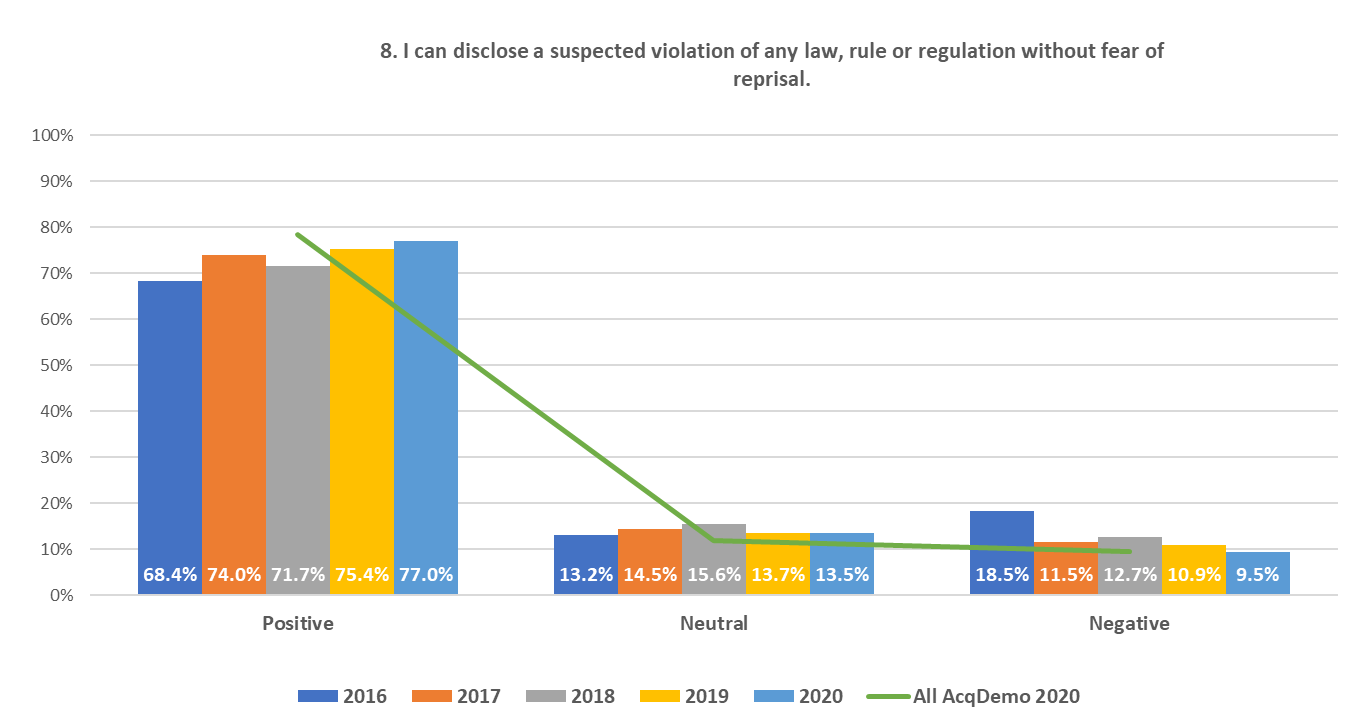 8. I can disclose a suspected violation of any law, rule or regulation without fear of
reprisal.
100%
90%
80%
70%
60%
50%
40%
30%
20%
10%
0%
68.4% 74.0% 71.7% 75.4% 77.0%
13.2% 14.5% 15.6% 13.7% 13.5%
18.5% 11.5% 12.7% 10.9% 9.5%
Positive Neutral Negative
2016 2017 2018 2019 2020 All AcqDemo 2020